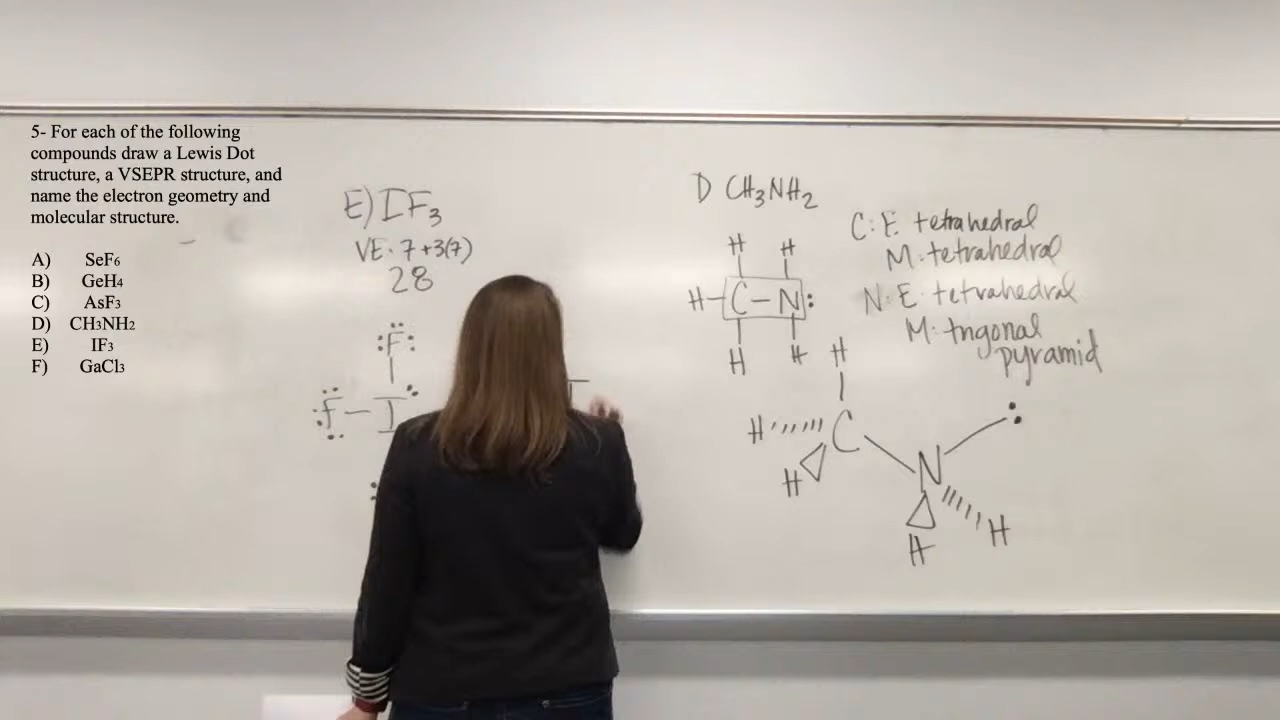 5- For each of the following
compounds draw a Lewis Dot
structure, a VSEPR structure, and
name the electron geometry and
molecular structure.
A) SeF6
B) GeH4
C) AsF3
D) CH3NH2
E) IF3
F) GaCl3
E) IF3
VE: 7+3(7)
28
:F:
:F-I
D CH3NH2
H H
H-C-N:
H H
C: E tetrahedral
M: tetrahedral
N: E: tetrahedral
M: trigonal
pyramid
H
H C
H N
H H